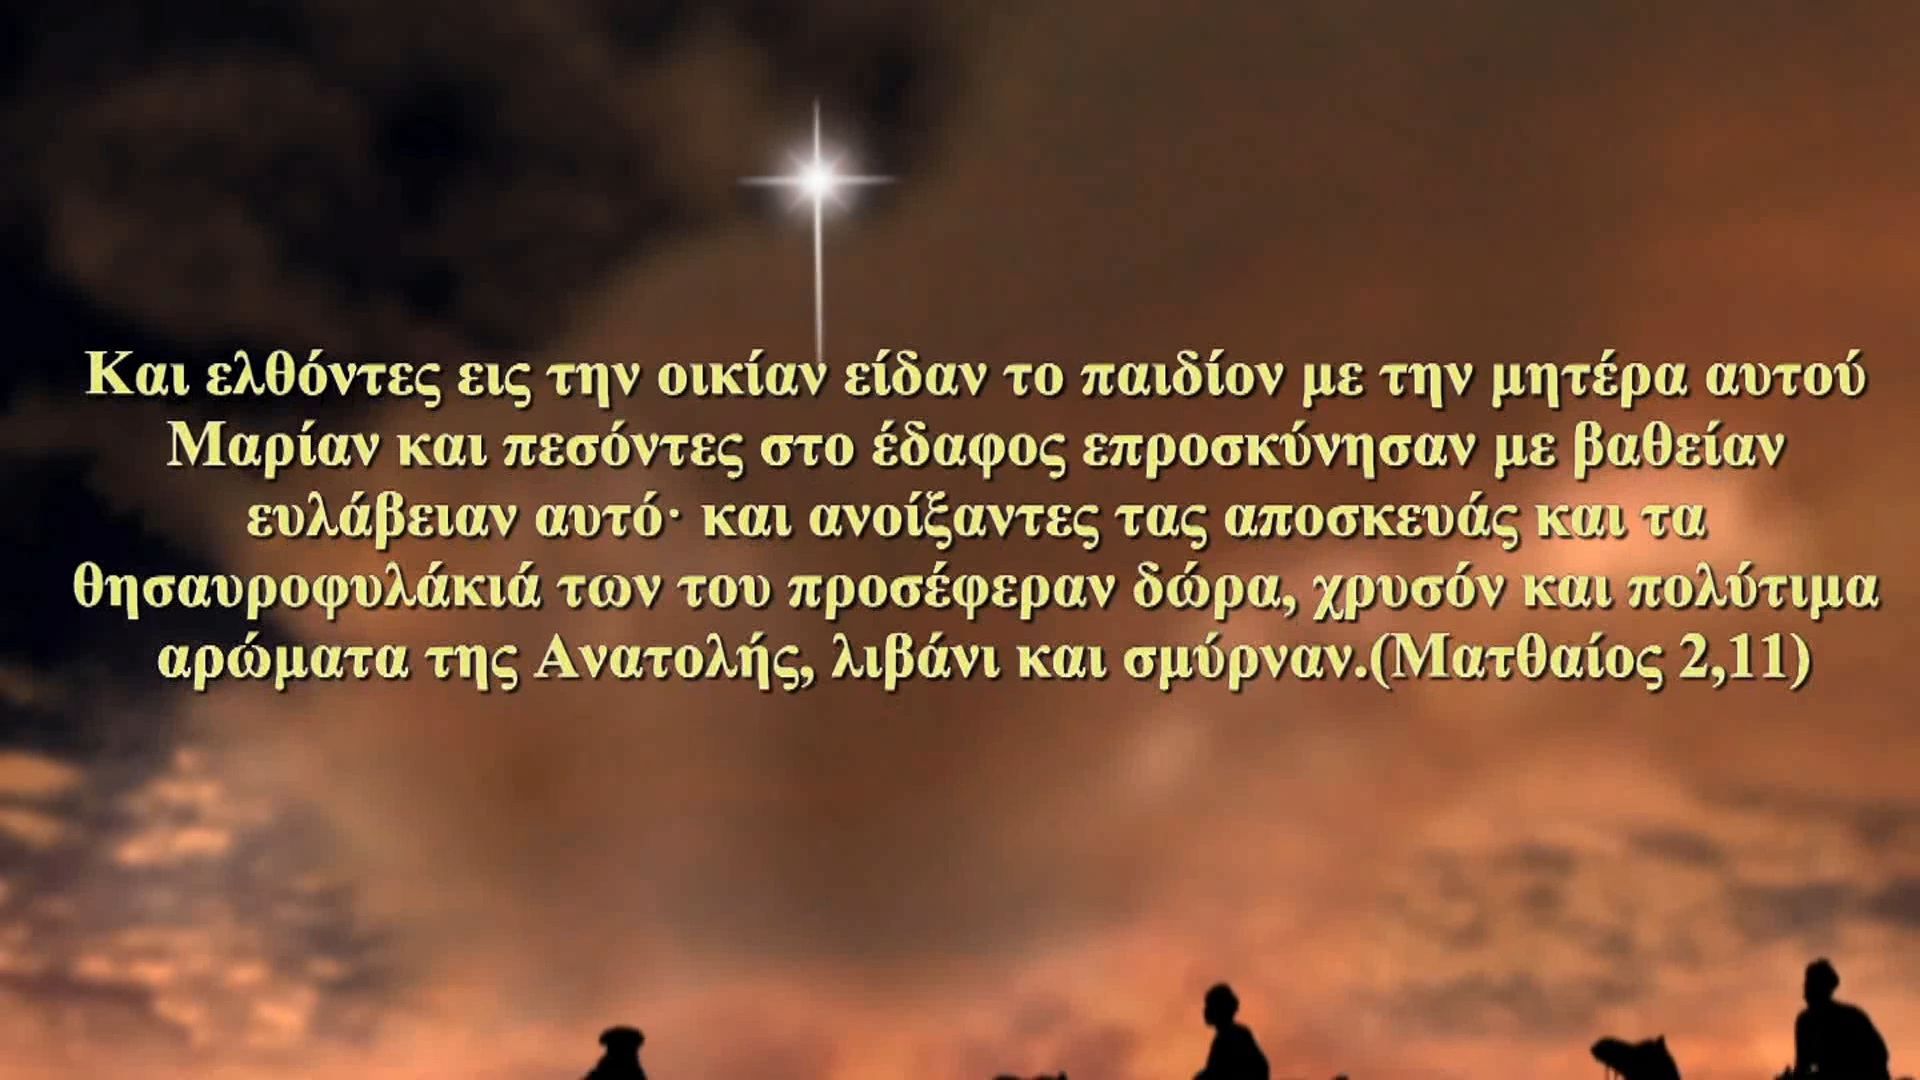 Και ελθόντες εις την οικίαν είδαν το παιδίον με την μητέρα αυτού
Μαρίαν και πεσόντες στο έδαφος επροσκύνησαν με βαθείαν
ευλάβειαν αυτό· και ανοίξαντες τας αποσκευάς και τα
θησαυροφυλάκιά των του προσέφεραν δώρα, χρυσόν και πολύτιμα
αρώματα της Ανατολής, λιβάνι και σμύρναν.(Ματθαίος 2,11)